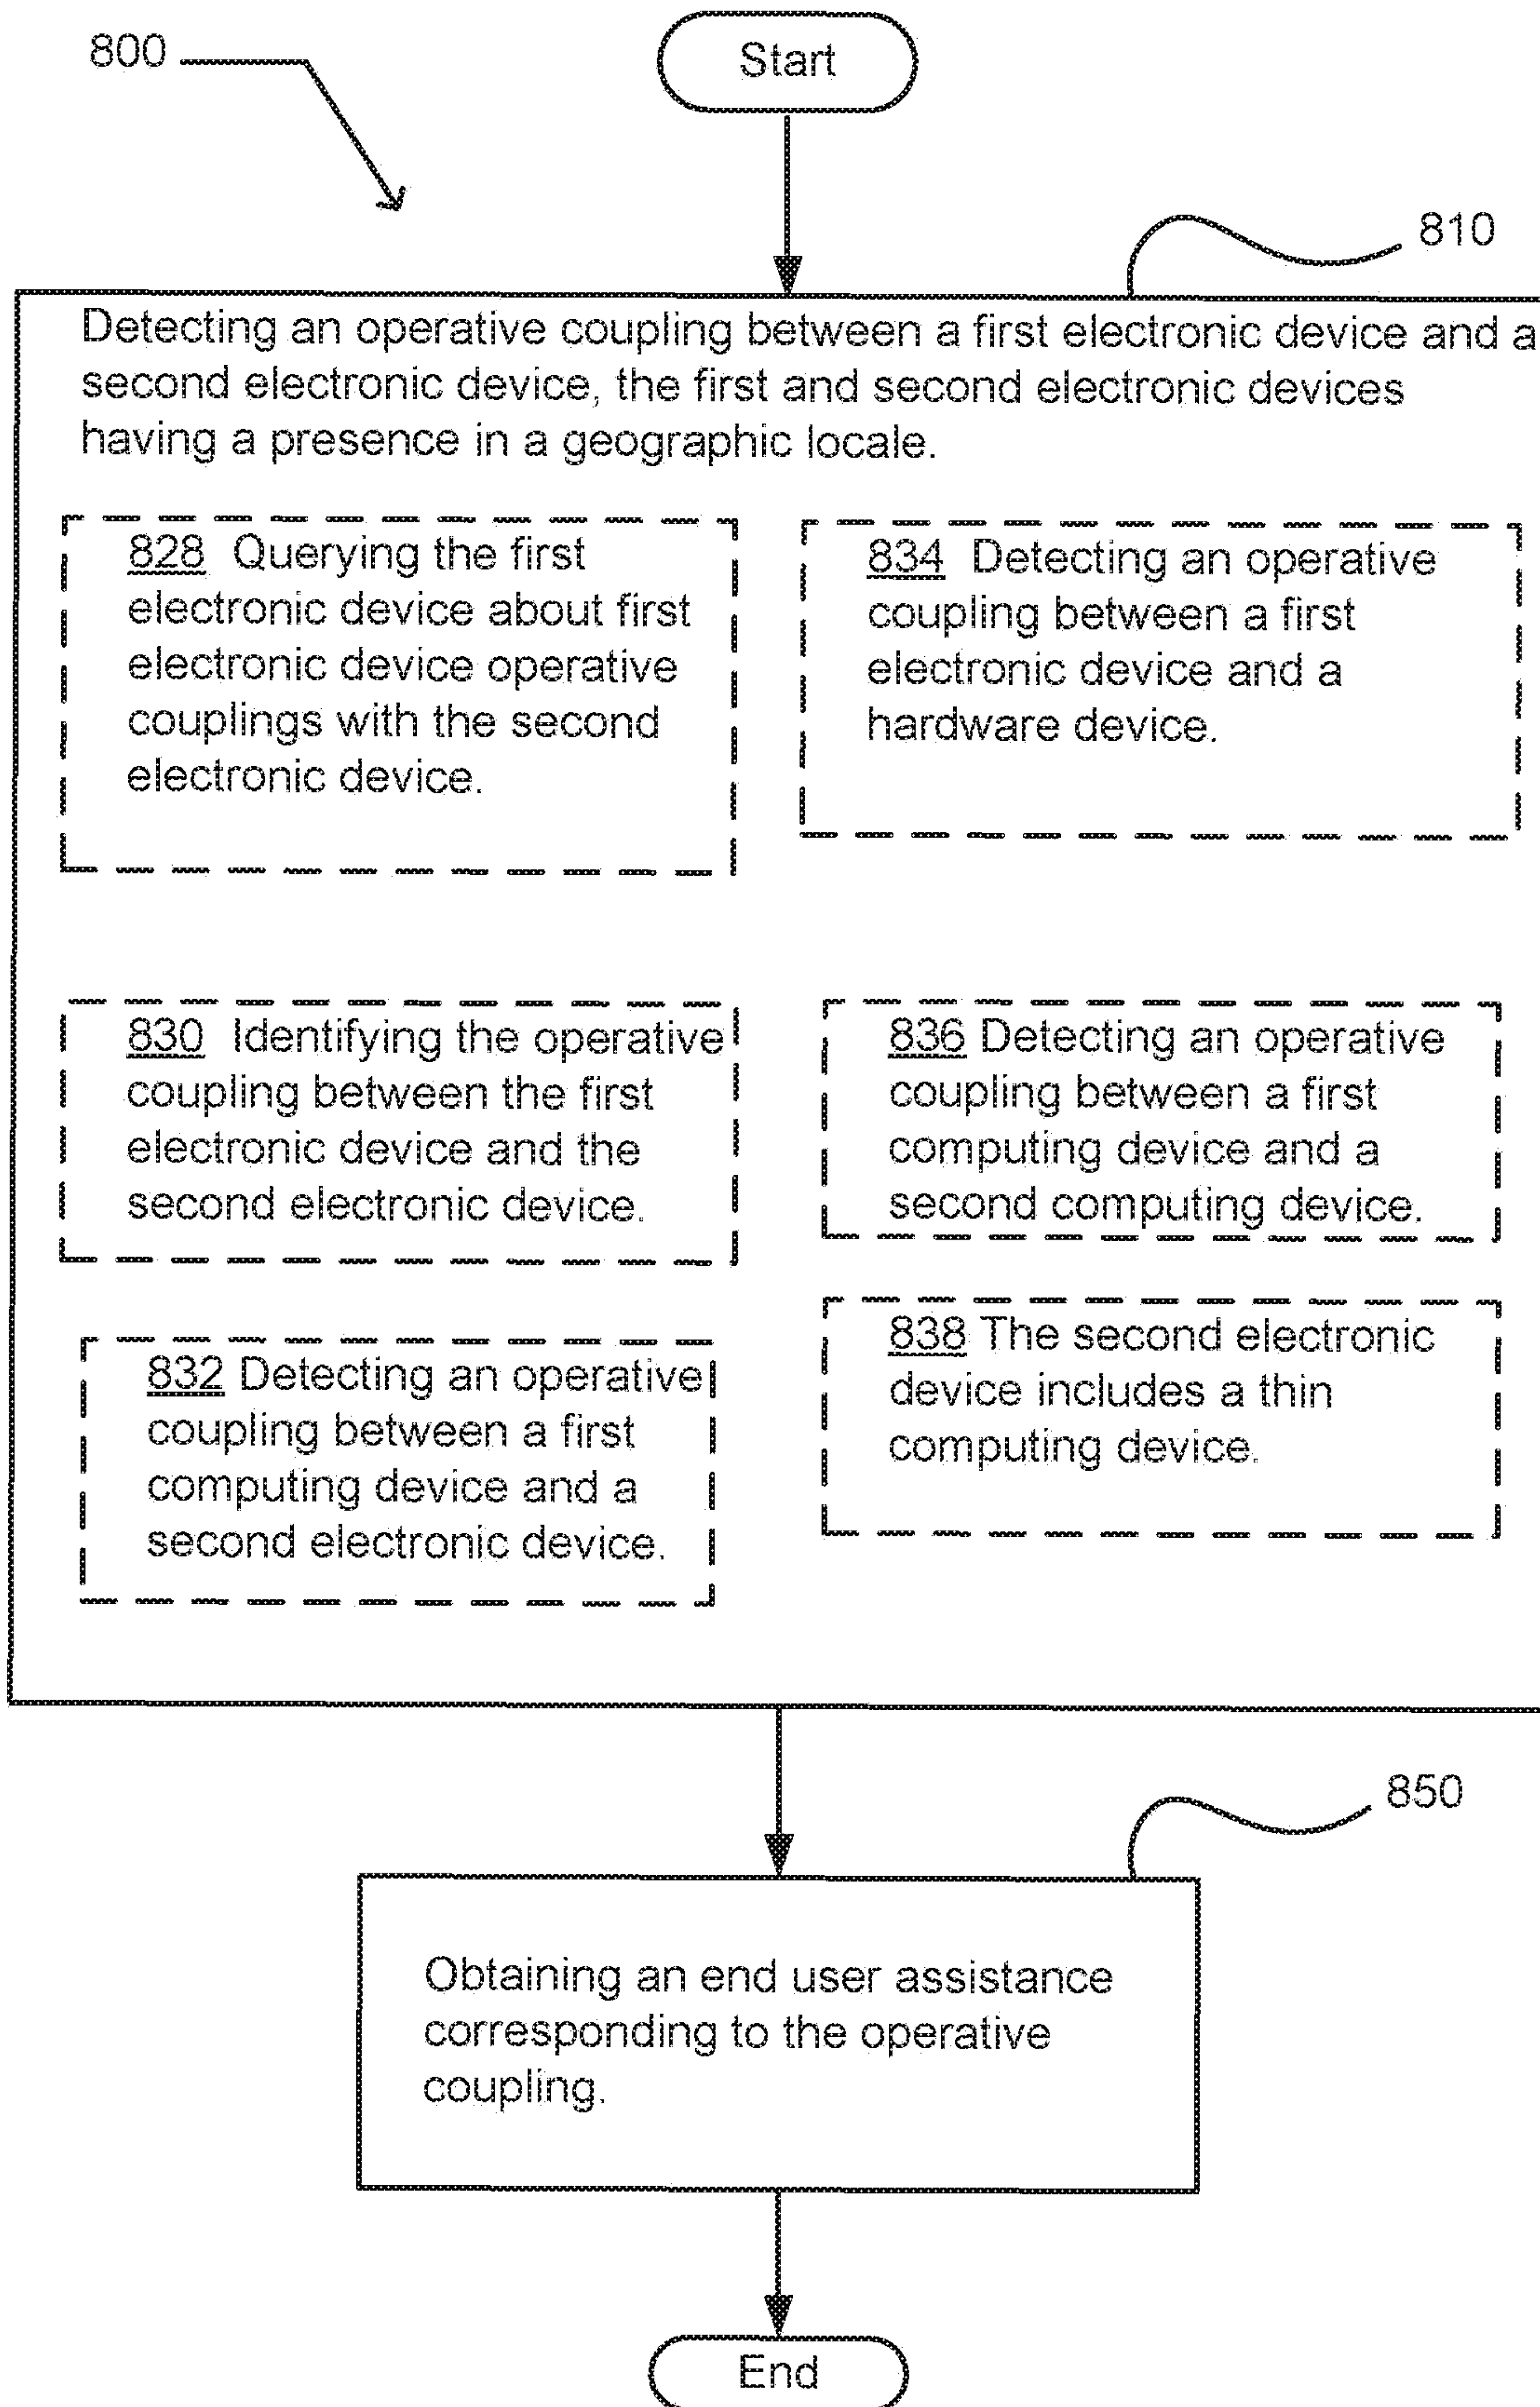 800
Start
810
Detecting an operative coupling between a first electronic device and a
second electronic device, the first and second electronic devices
having a presence in a geographic locale.
828 Querying the first
electronic device about first
electronic device operative
couplings with the second
electronic device.
834 Detecting an operative
coupling between a first
electronic device and a
hardware device.
830 Identifying the operative
coupling between the first
electronic device and the
second electronic device.
836 Detecting an operative
coupling between a first
computing device and a
second computing device.
832 Detecting an operative
coupling between a first
computing device and a
second electronic device.
838 The second electronic
device includes a thin
computing device.
850
Obtaining an end user assistance
corresponding to the operative
coupling.
End